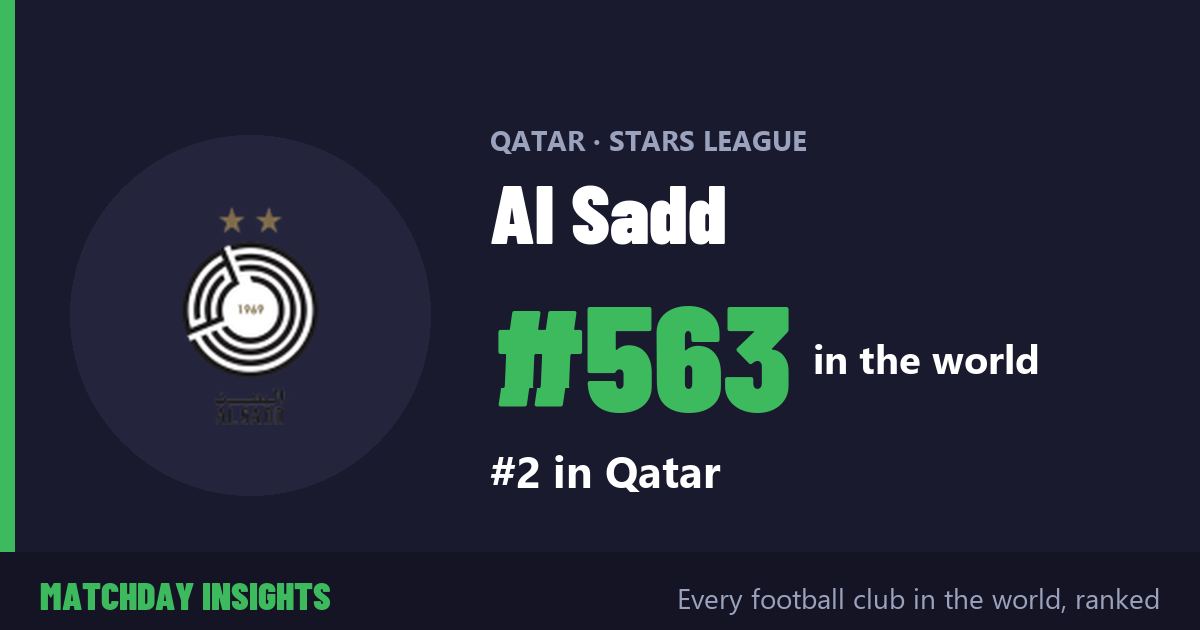 QATAR · STARS LEAGUE
Al Sadd
1969
#563 in the world
#2 in Qatar
MATCHDAY INSIGHTS
Every football club in the world, ranked